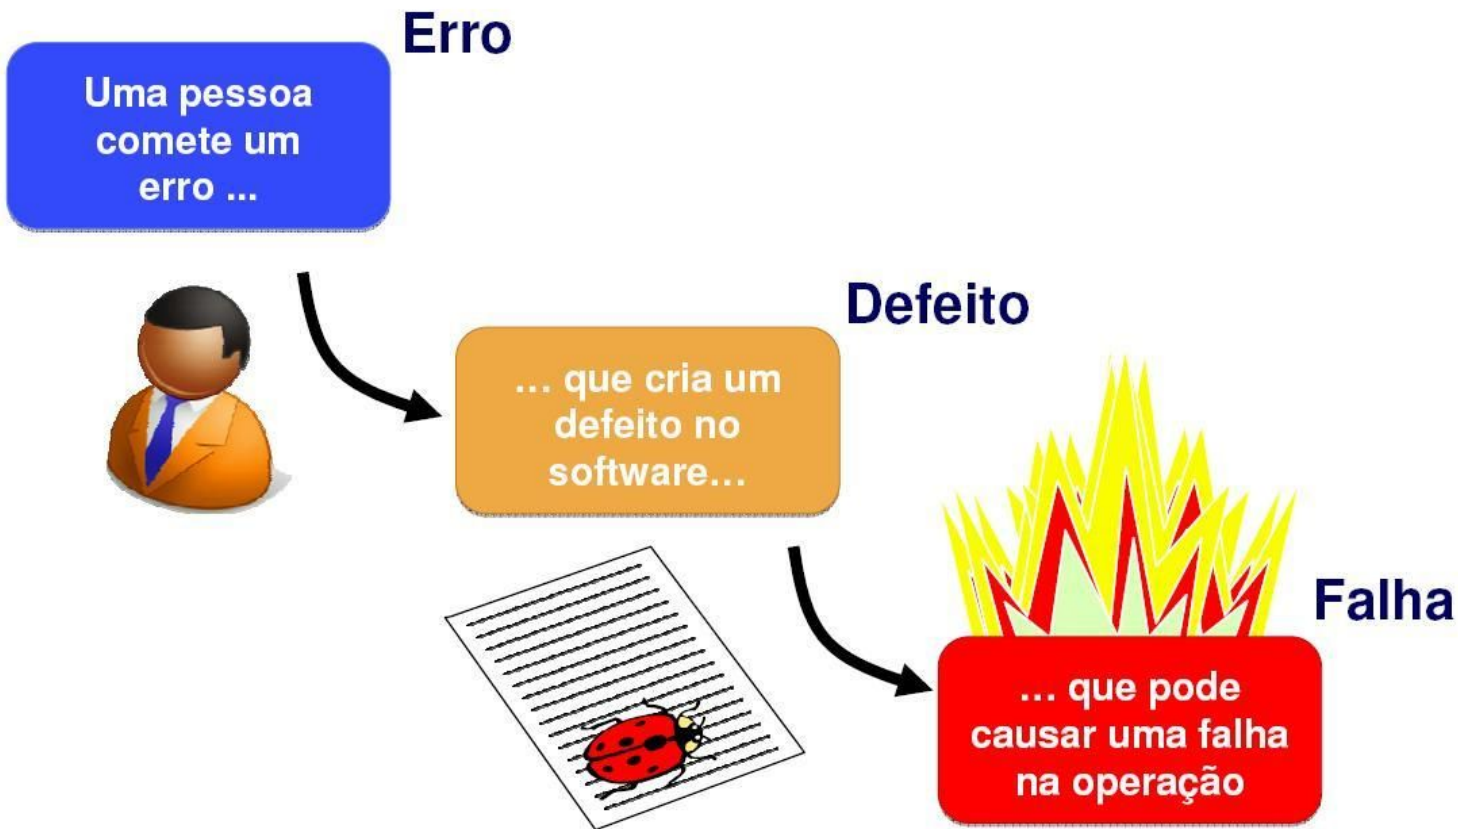 Erro
Uma pessoa
comete um
erro ...
Defeito
... que cria um
defeito no
software...
Falha
... que pode
causar uma falha
na operação